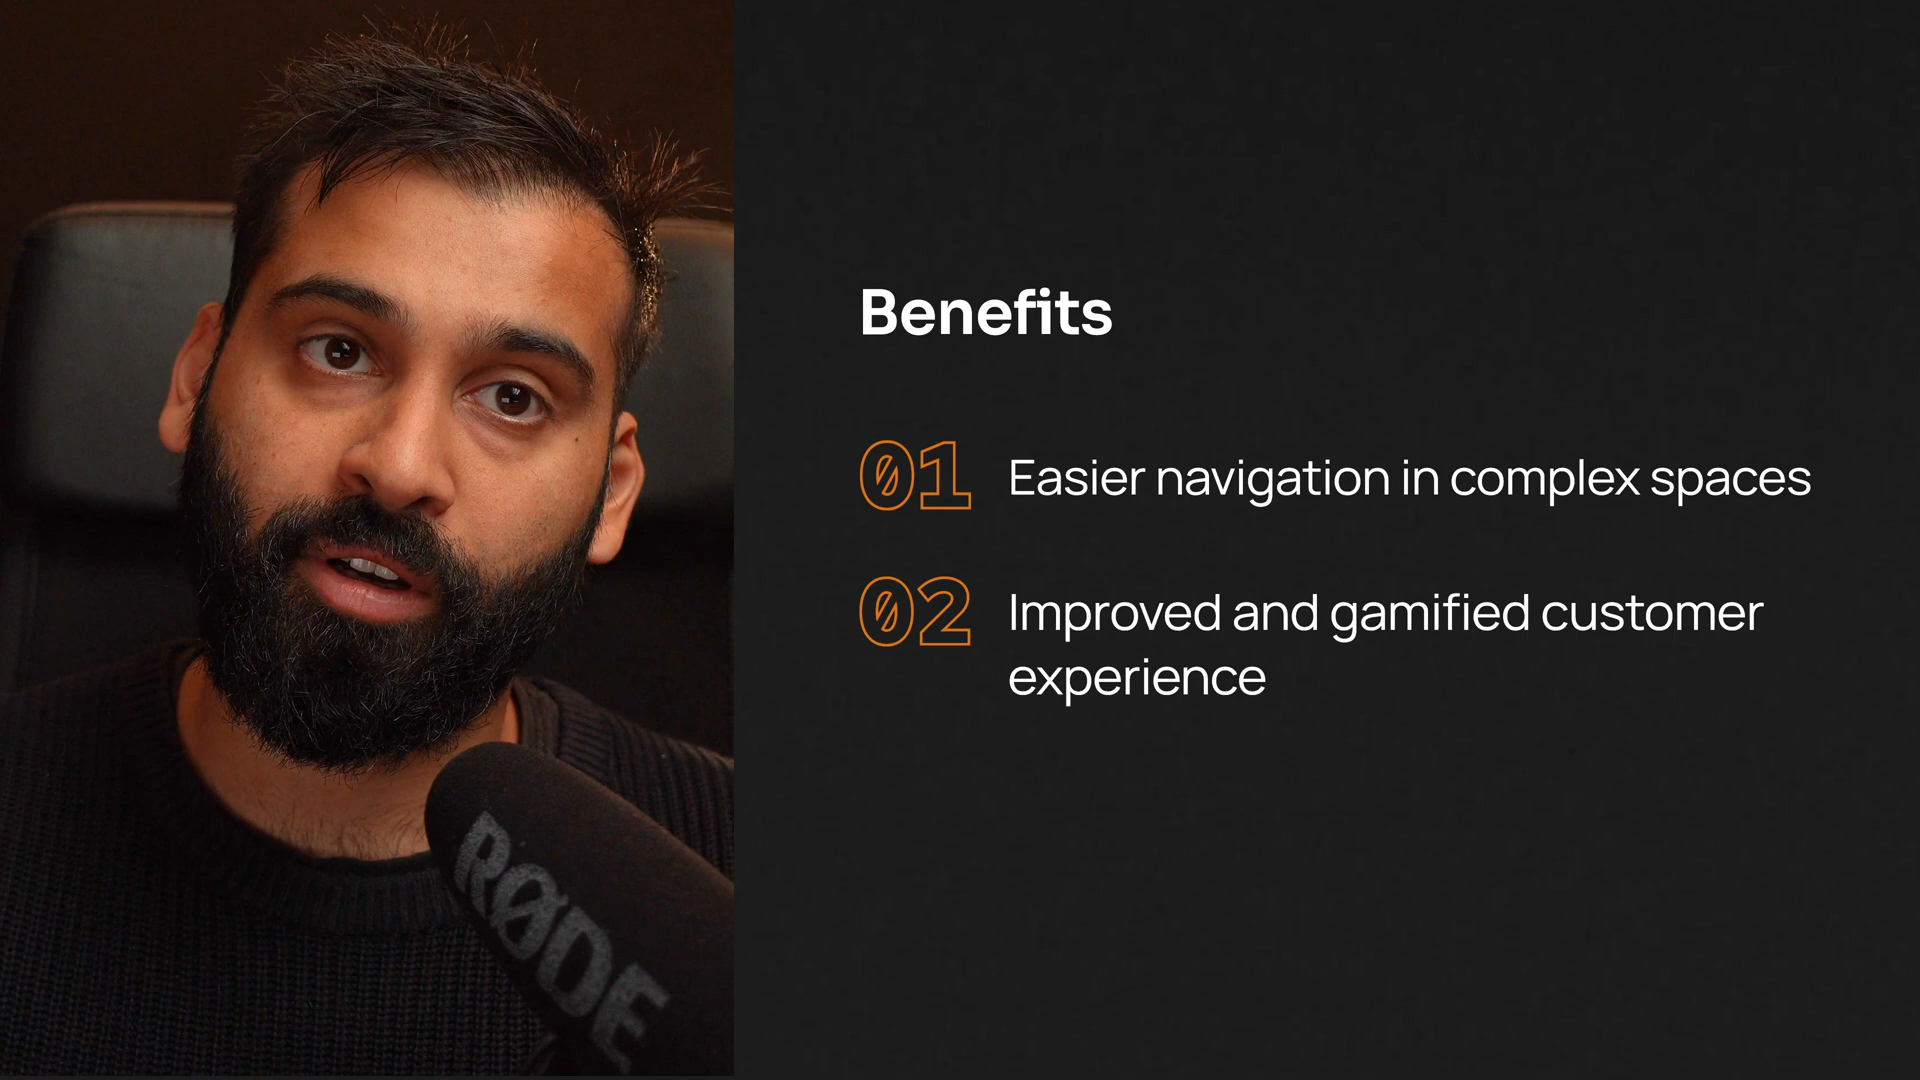 Benefits
01 Easier navigation in complex spaces
02 Improved and gamified customer
experience
RØDE